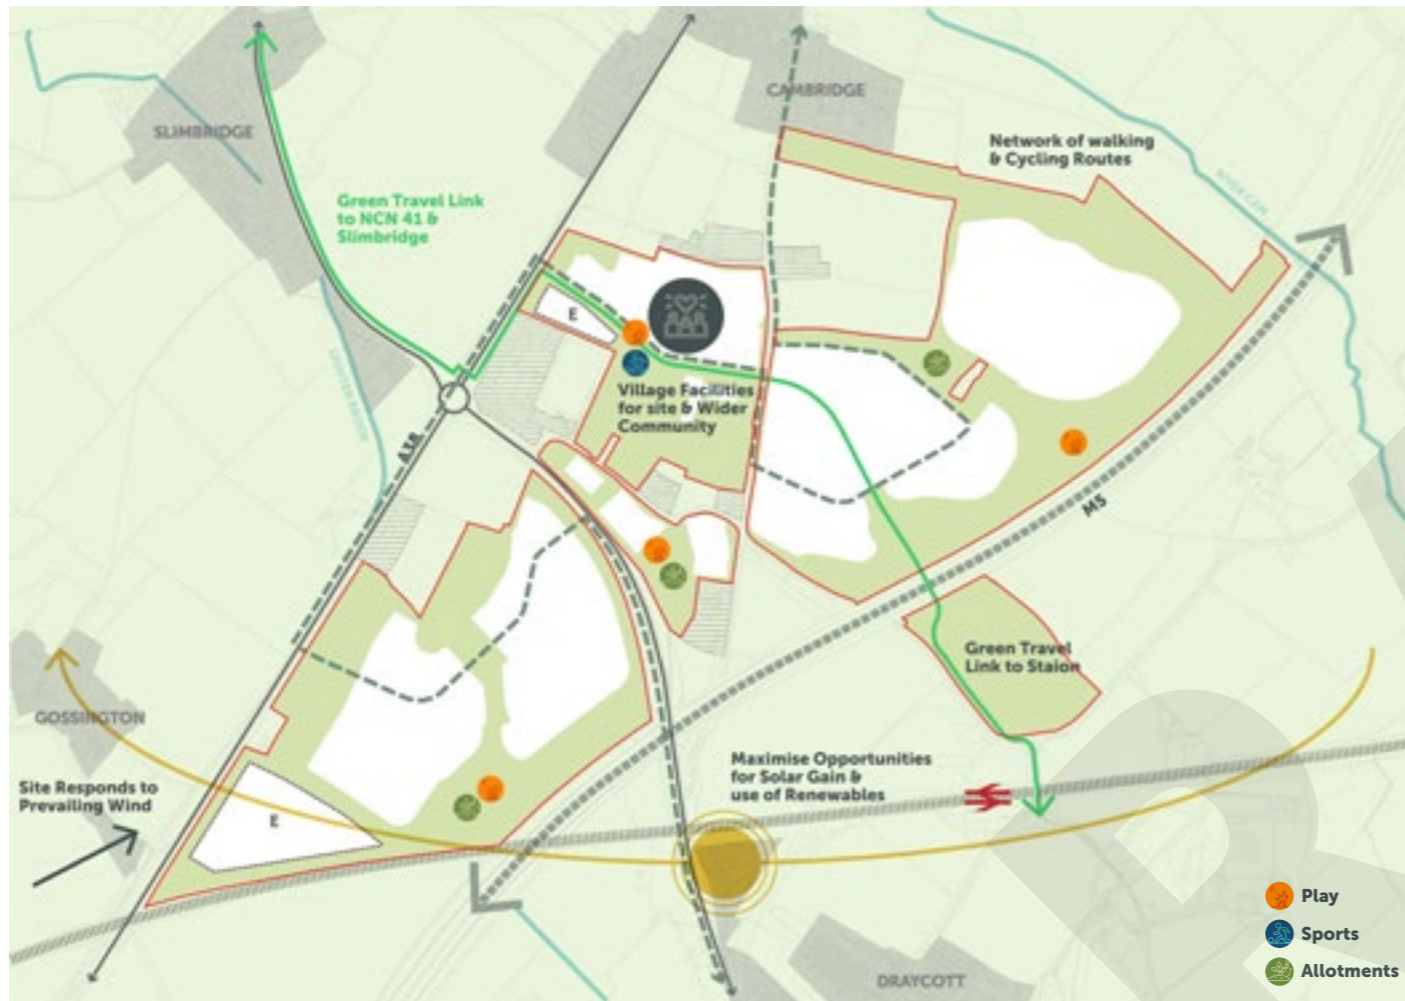 SLIMBRIDGE
CAMBRIDGE
Network of walking
& Cycling Routes
RIVER CAM
Green Travel Link
to NCN 41 &
Slimbridge
E
Village Facilities
for site & Wider
Community
A38
M5
Green Travel
Link to Staion
GOSSINGTON
Site Responds to
Prevailing Wind
Maximise Opportunities
for Solar Gain &
use of Renewables
E
Play
Sports
Allotments
DRAYCOTT